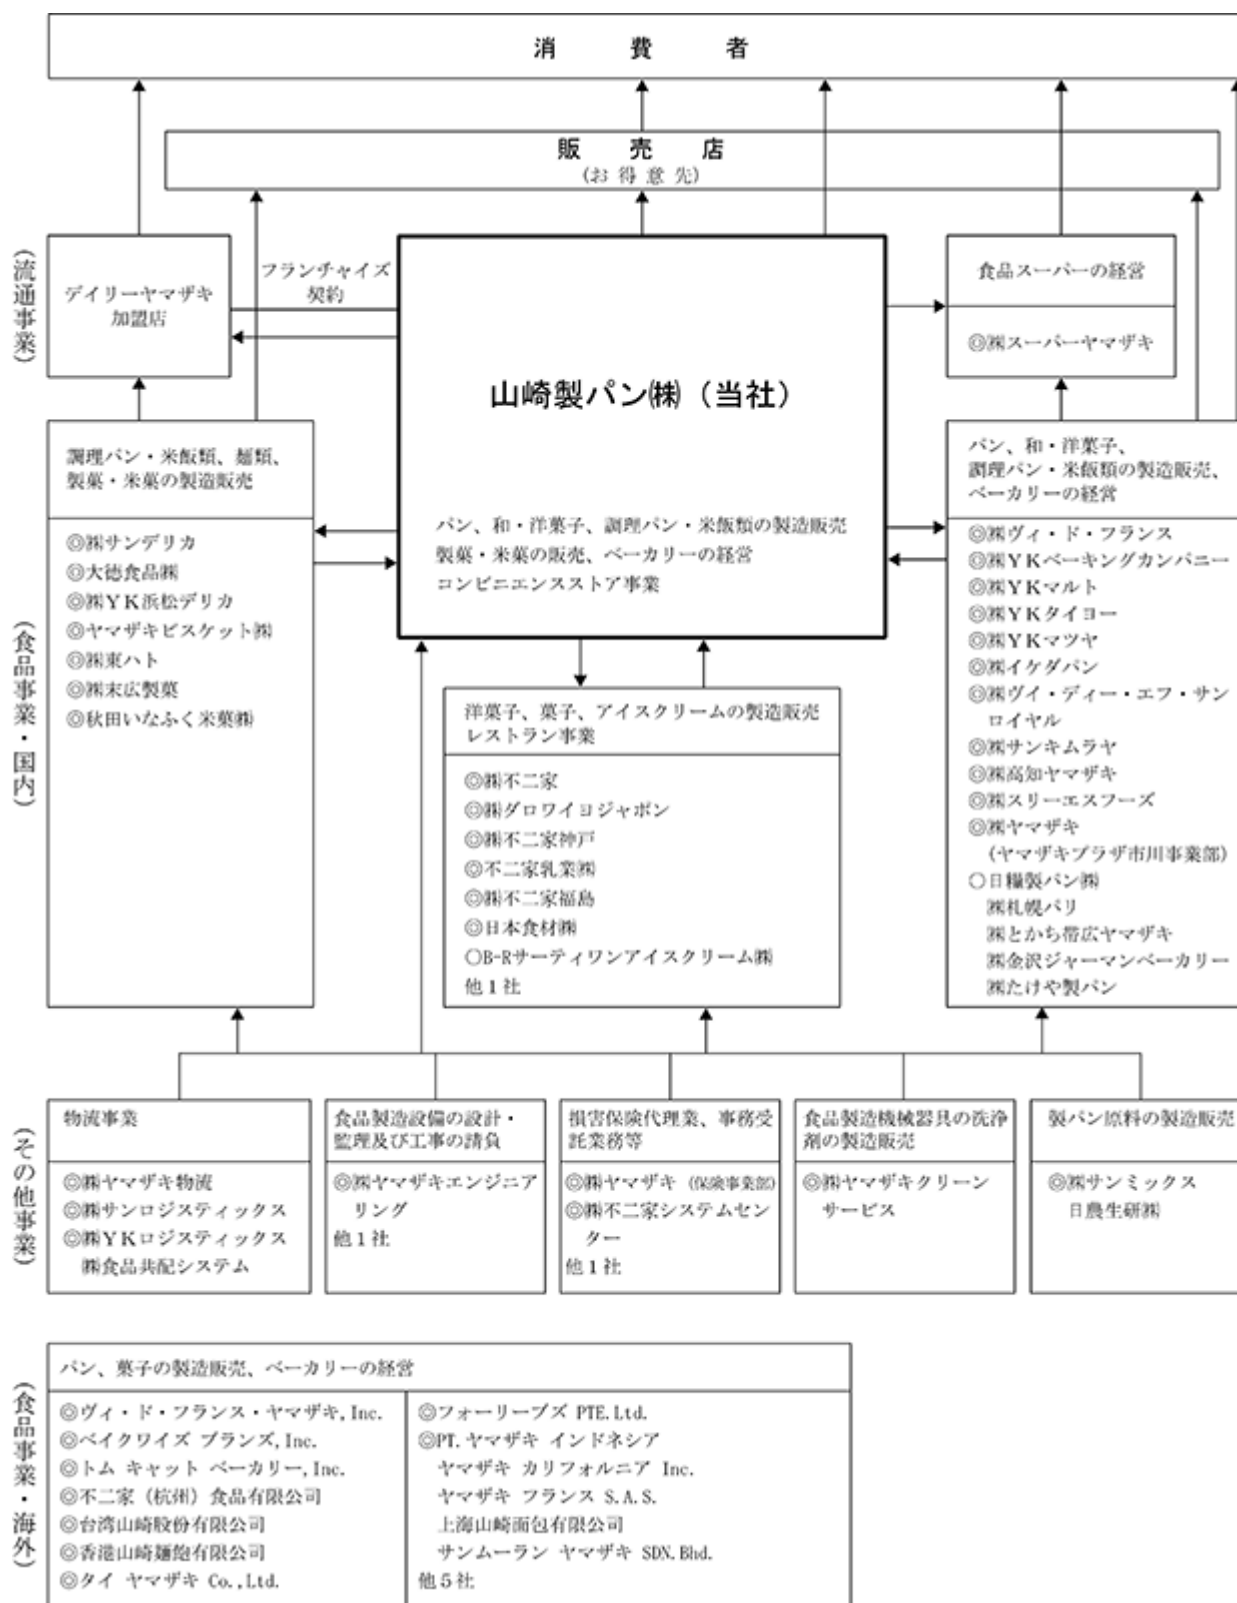 消費者
販売店
(お得意先)
(流通事業)
デイリーヤマザキ
加盟店
フランチャイズ
契約
食品スーパーの経営
◎㈱スーパーヤマザキ
山崎製パン㈱(当社)
パン、和・洋菓子、調理パン・米飯類の製造販売
製菓・米菓の販売、ベーカリーの経営
コンビニエンスストア事業
(食品事業・国内)
調理パン・米飯類、麺類、
製菓・米菓の製造販売
◎㈱サンデリカ
◎大徳食品㈱
◎㈱YK浜松デリカ
◎ヤマザキビスケット㈱
◎㈱東ハト
◎㈱末広製菓
◎秋田いなふく米菓㈱
洋菓子、菓子、アイスクリームの製造販売
レストラン事業
◎㈱不二家
◎㈱ダロワイヨジャポン
◎㈱不二家神戸
◎不二家乳業㈱
◎㈱不二家福島
◎日本食材㈱
○B-Rサーティワンアイスクリーム㈱
他1社
パン、和・洋菓子、
調理パン・米飯類の製造販売、
ベーカリーの経営
◎㈱ヴィ・ド・フランス
◎㈱YKベーキングカンパニー
◎㈱YKマルト
◎㈱YKタイヨー
◎㈱YKマツヤ
◎㈱イケダパン
◎㈱ヴイ・ディー・エフ・サン
ロイヤル
◎㈱サンキムラヤ
◎㈱高知ヤマザキ
◎㈱スリーエスフーズ
◎㈱ヤマザキ
(ヤマザキプラザ市川事業部)
○日糧製パン㈱
㈱札幌パリ
㈱とかち帯広ヤマザキ
㈱金沢ジャーマンベーカリー
㈱たけや製パン
(その他事業)
物流事業
◎㈱ヤマザキ物流
◎㈱サンロジスティックス
◎㈱YKロジスティックス
㈱食品共配システム
食品製造設備の設計・
監理及び工事の請負
◎㈱ヤマザキエンジニア
リング
他1社
損害保険代理業、事務受
託業務等
◎㈱ヤマザキ(保険事業部)
◎㈱不二家システムセン
ター
他1社
食品製造機械器具の洗浄
剤の製造販売
◎㈱ヤマザキクリーン
サービス
製パン原料の製造販売
◎㈱サンミックス
日農生研㈱
(食品事業・海外)
パン、菓子の製造販売、ベーカリーの経営
◎ヴィ・ド・フランス・ヤマザキ,Inc.
◎ベイクワイズ ブランズ,Inc.
◎トム キャット ベーカリー,Inc.
◎不二家(杭州)食品有限公司
◎台湾山崎股份有限公司
◎香港山崎麺飽有限公司
◎タイ ヤマザキ Co.,Ltd.
◎フォーリーブズ PTE.Ltd.
◎PT.ヤマザキ インドネシア
ヤマザキ カリフォルニア Inc.
ヤマザキ フランス S.A.S.
上海山崎面包有限公司
サンムーラン ヤマザキ SDN.Bhd.
他5社